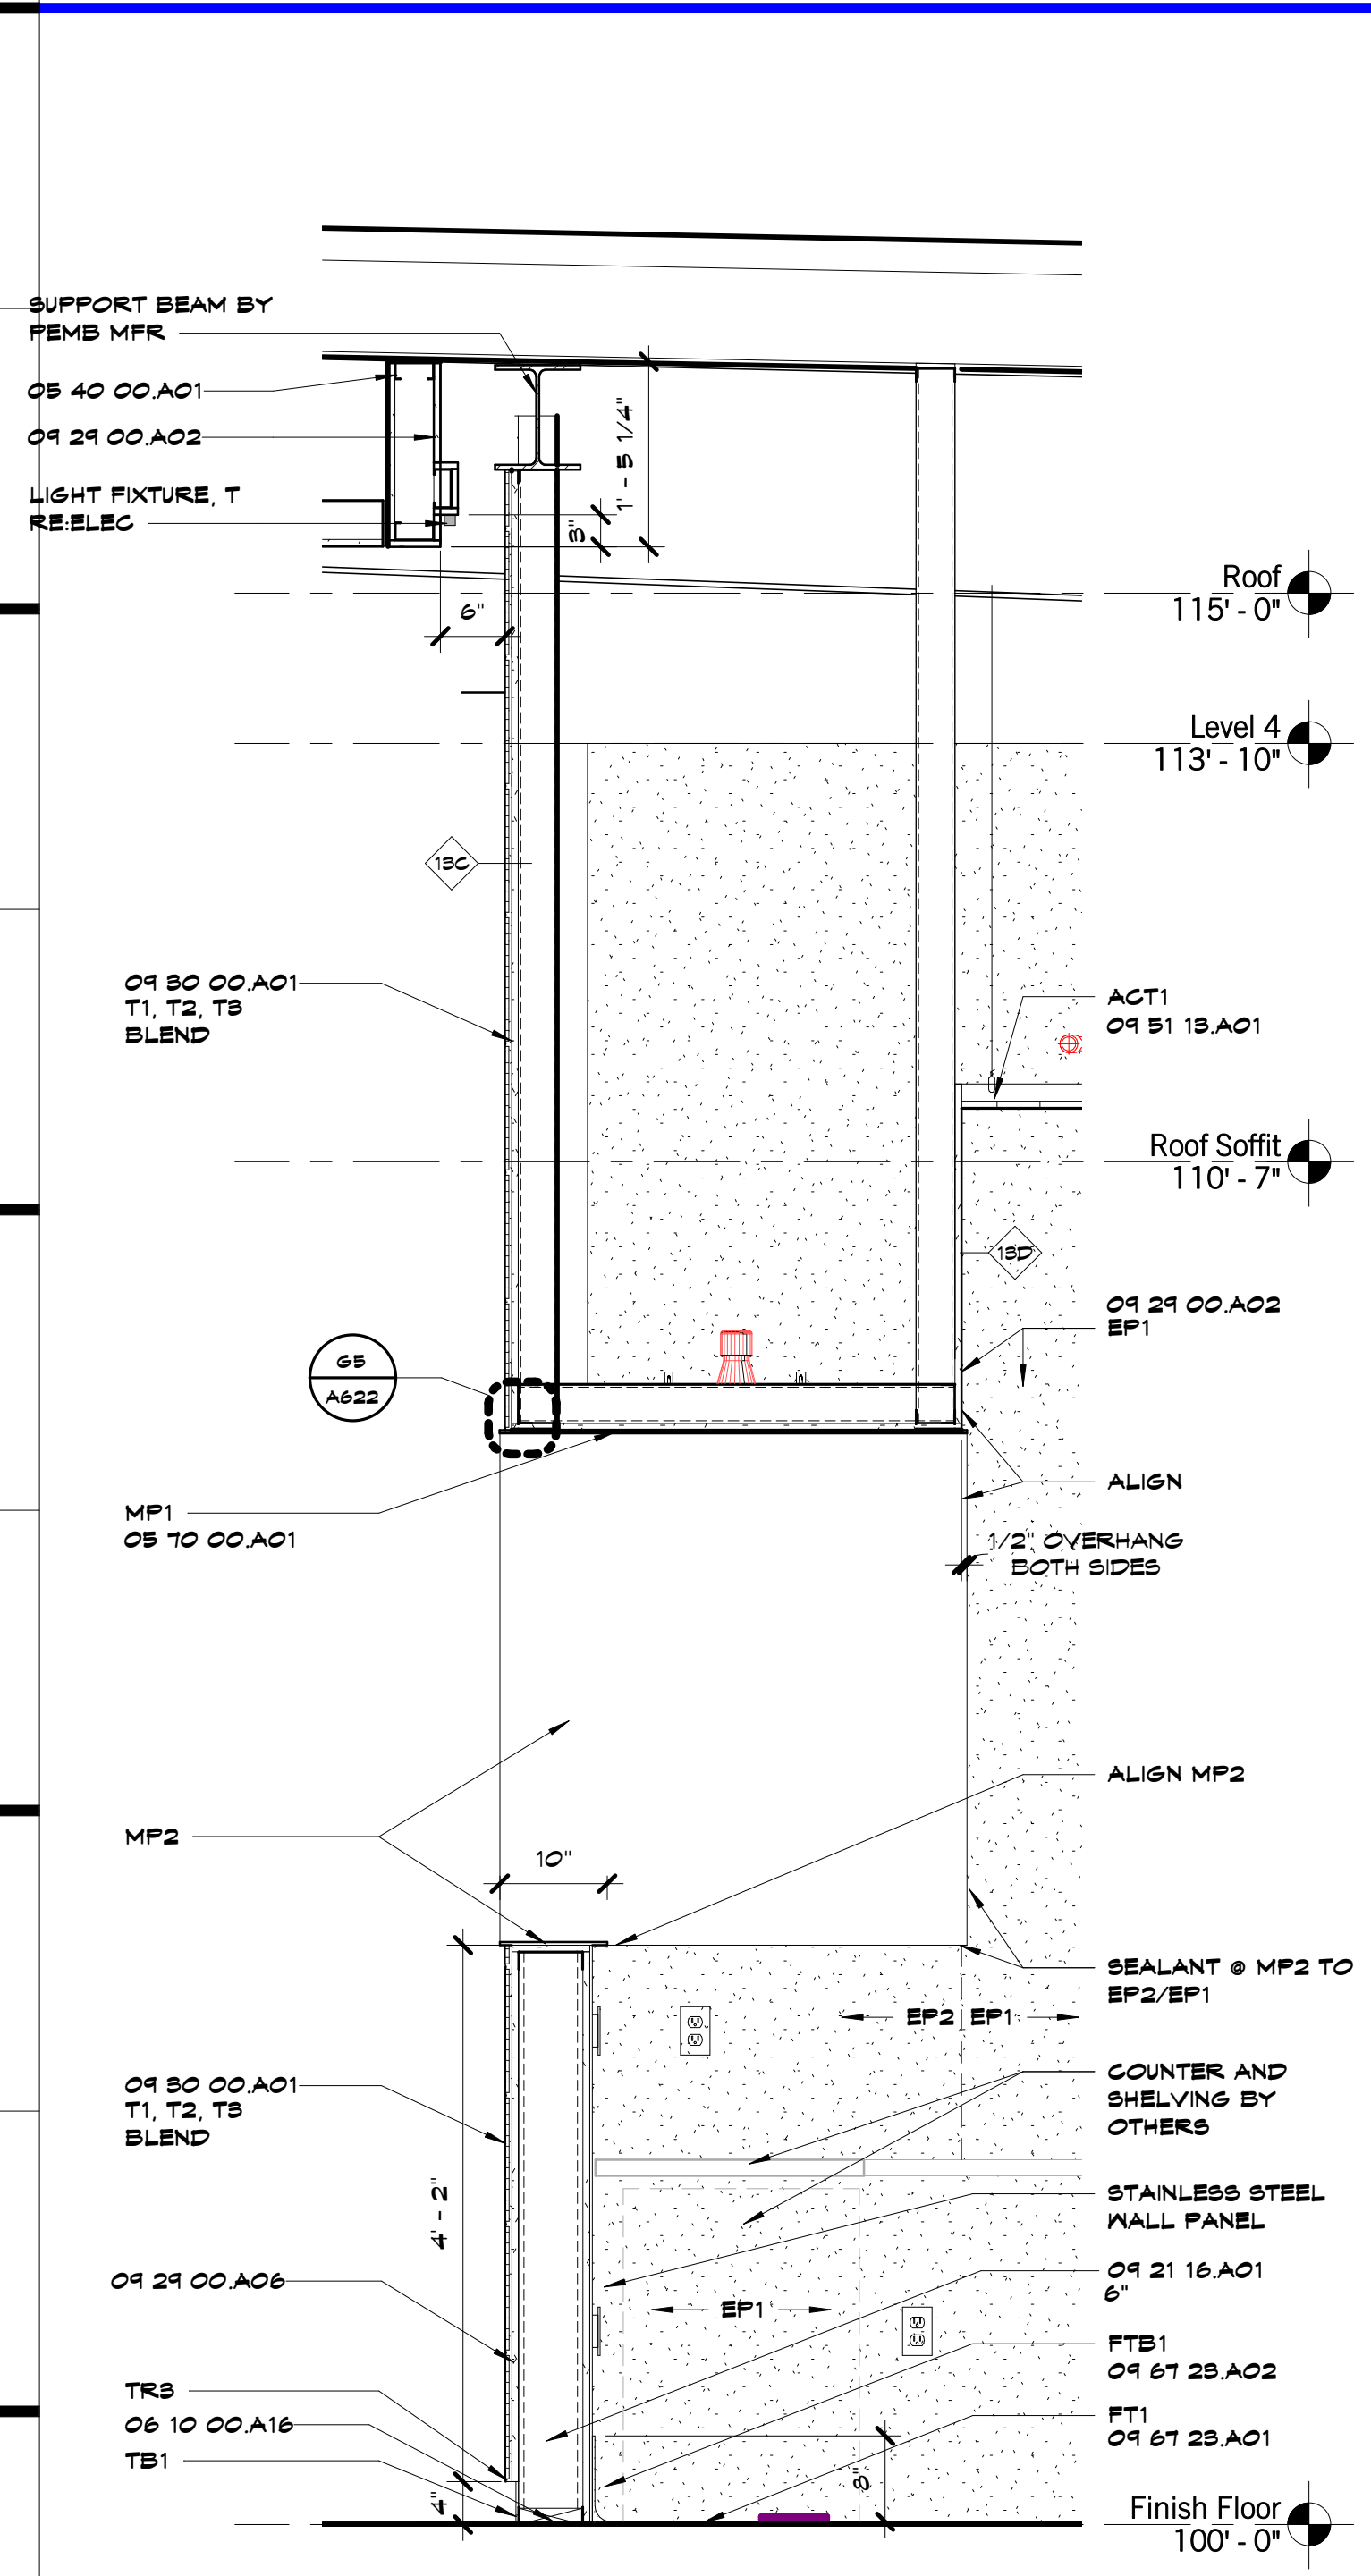 SUPPORT BEAM BY
PEMB MFR
05 40 00.A01
09 29 00.A02
LIGHT FIXTURE, T
RE:ELEC
1' - 5 1/4"
3"
6"
Roof
115' - 0"
Level 4
113' - 10"
13C
09 30 00.A01
T1, T2, T3
BLEND
ACT1
09 51 13.A01
Roof Soffit
110' - 7"
13D
09 29 00.A02
EP1
G5
A622
ALIGN
MP1
05 70 00.A01
1/2" OVERHANG
BOTH SIDES
ALIGN MP2
MP2
10"
SEALANT @ MP2 TO
EP2/EP1
EP2 EP1
COUNTER AND
SHELVING BY
OTHERS
09 30 00.A01
T1, T2, T3
BLEND
4' - 2"
STAINLESS STEEL
WALL PANEL
09 29 00.A06
09 21 16.A01
6"
EP1
FTB1
09 67 23.A02
TR3
06 10 00.A16
TB1
FT1
09 67 23.A01
8"
4"
Finish Floor
100' - 0"